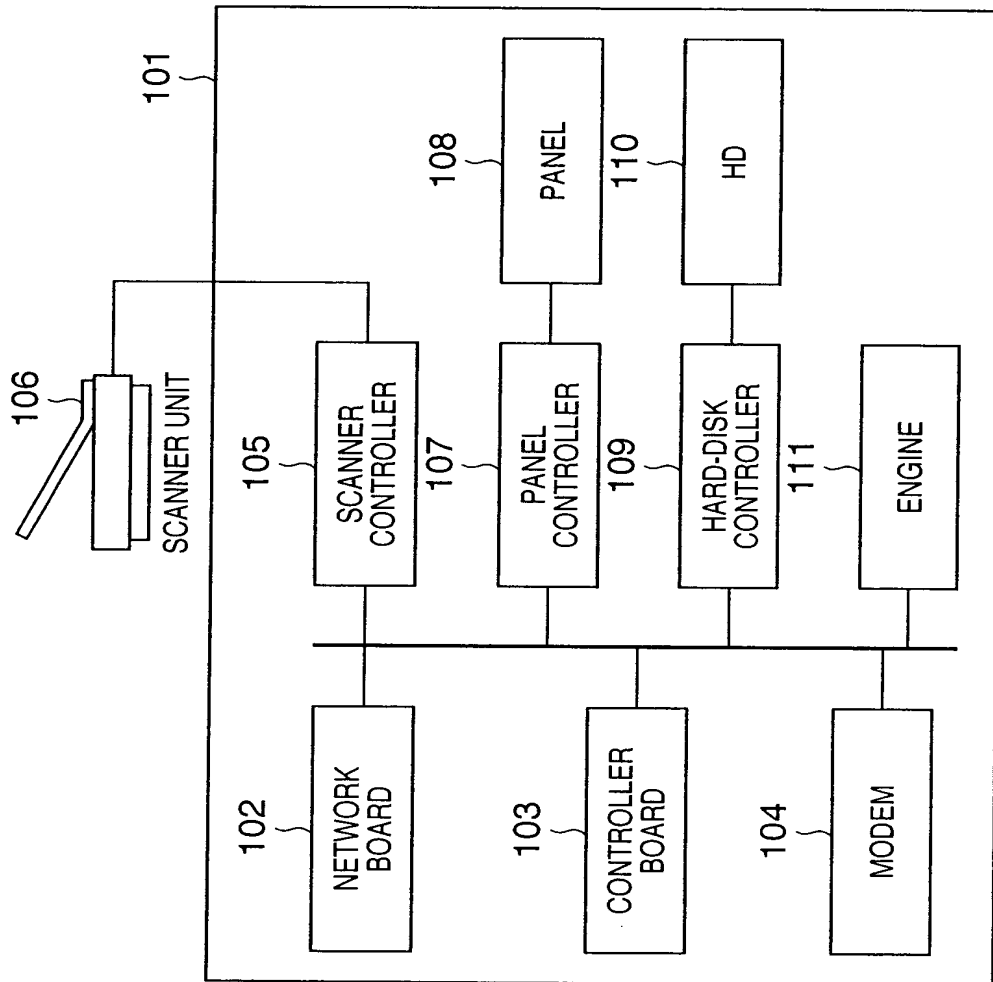 106
SCANNER UNIT
101
102
NETWORK
BOARD
103
CONTROLLER
BOARD
104
MODEM
105
SCANNER
CONTROLLER
107
PANEL
CONTROLLER
109
HARD-DISK
CONTROLLER
111
ENGINE
108
PANEL
110
HD